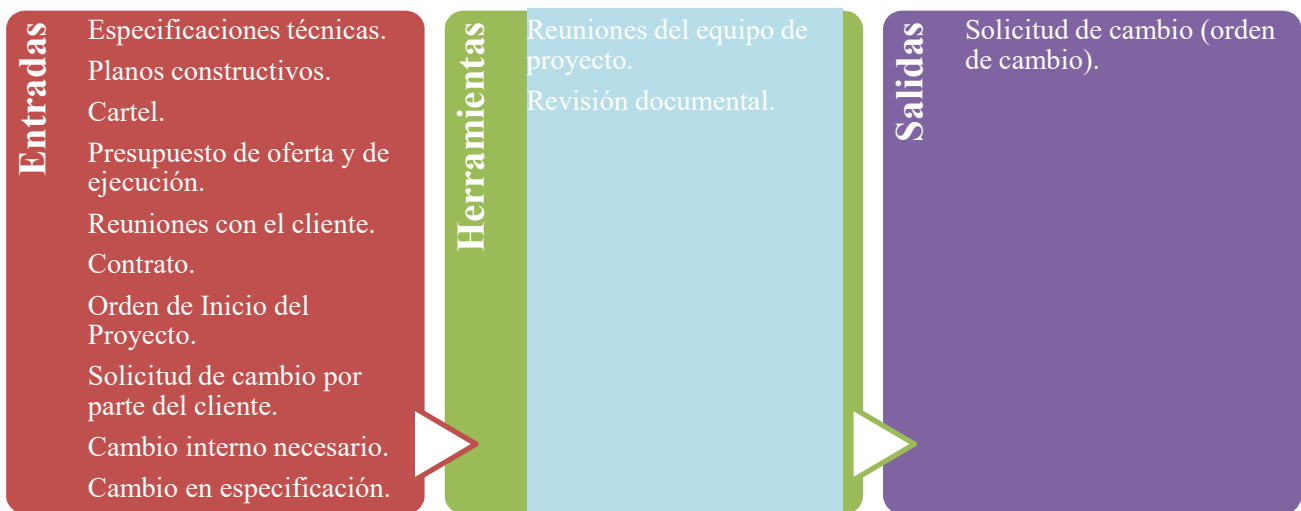 Entradas
Especificaciones técnicas.
Planos constructivos.
Cartel.
Presupuesto de oferta y de
ejecución.
Reuniones con el cliente.
Contrato.
Orden de Inicio del
Proyecto.
Solicitud de cambio por
parte del cliente.
Cambio interno necesario.
Cambio en especificación.
Herramientas
Reuniones del equipo de
proyecto.
Revisión documental.
Salidas
Solicitud de cambio (orden
de cambio).